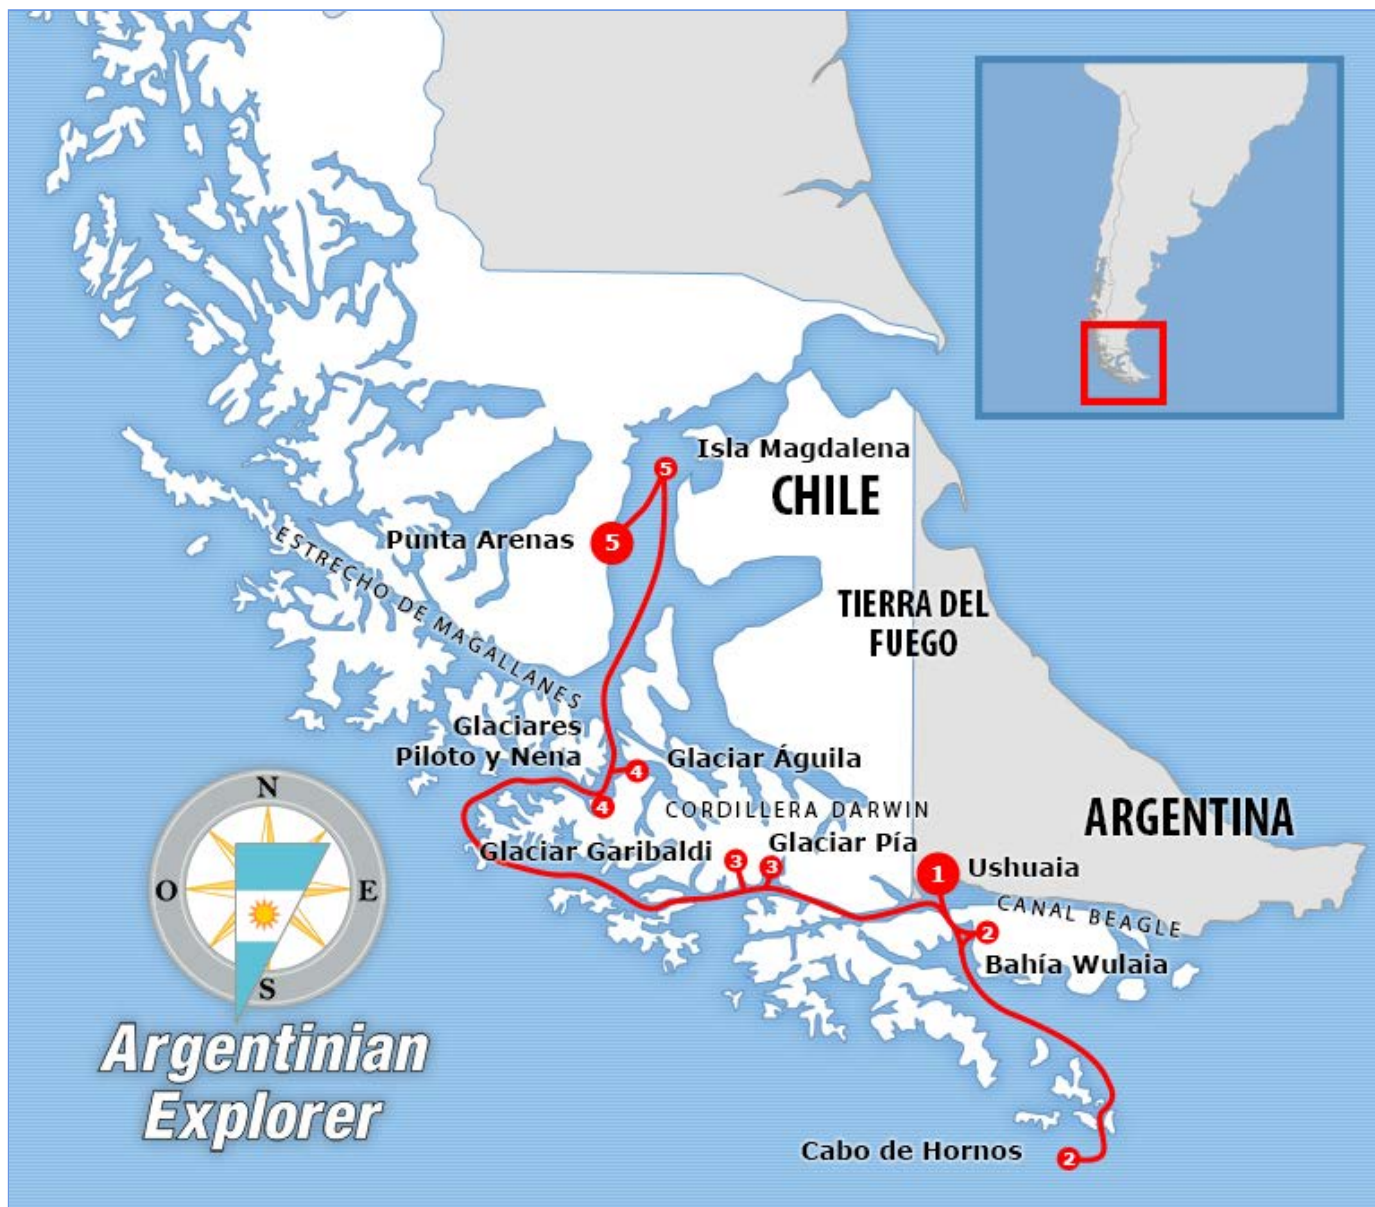 Isla Magdalena
5
CHILE
Punta Arenas
5
ESTRECHO DE MAGALLANES
TIERRA DEL
FUEGO
Glaciares
Piloto y Nena
Glaciar Águila
4
4
CORDILLERA DARWIN
ARGENTINA
Glaciar Garibaldi
3
Glaciar Pía
3
1
Ushuaia
CANAL BEAGLE
2
Bahía Wulaia
N
O
E
S
Argentinian
Explorer
Cabo de Hornos
2